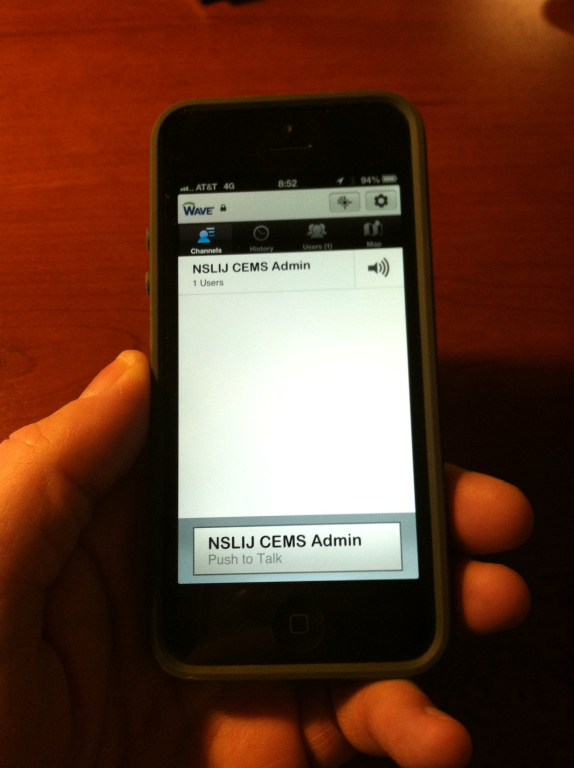 AT&T 4G 8:52 94%
WAVE
Channels History Users (1) Map
NSLIJ CEMS Admin
1 Users
NSLIJ CEMS Admin
Push to Talk